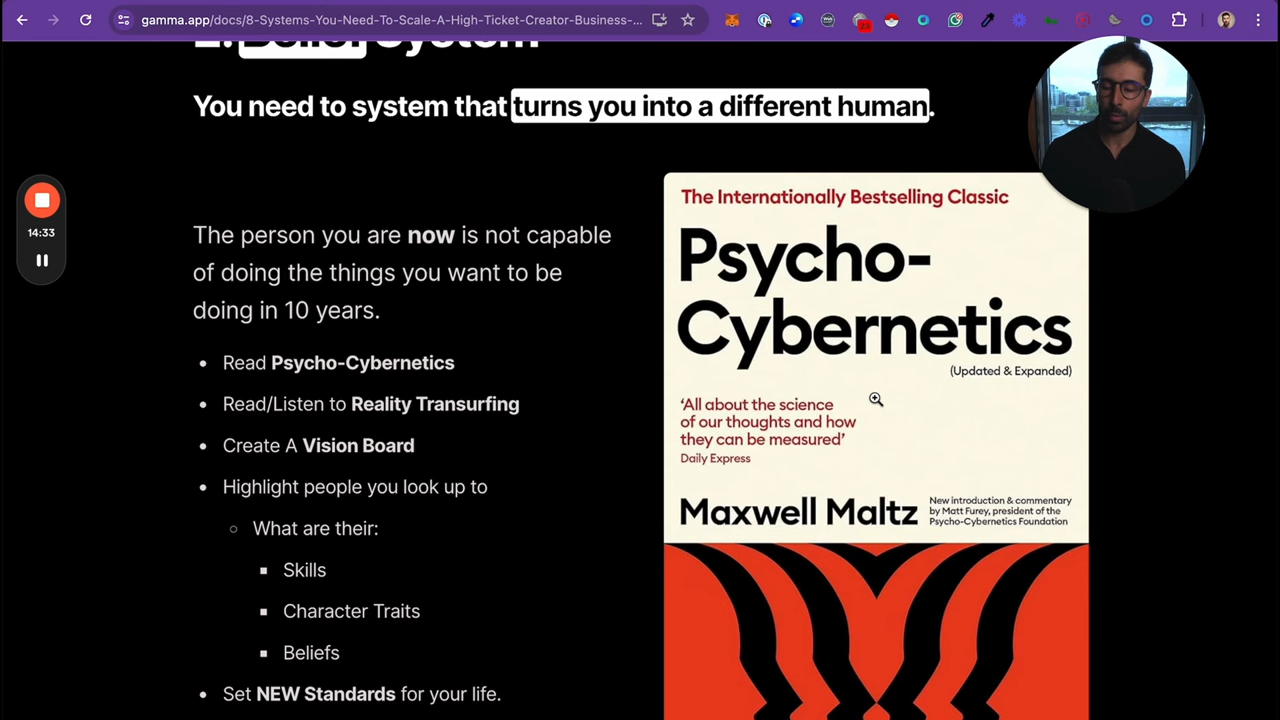 gamma.app/docs/8-Systems-You-Need-To-Scale-A-High-Ticket-Creator-Business-...
23
System
You need to system that turns you into a different human.
14:33
The person you are now is not capable
of doing the things you want to be
doing in 10 years.
• Read Psycho-Cybernetics
• Read/Listen to Reality Transurfing
• Create A Vision Board
• Highlight people you look up to
○ What are their:
▪ Skills
▪ Character Traits
▪ Beliefs
• Set NEW Standards for your life.
The Internationally Bestselling Classic
Psycho-
Cybernetics
(Updated & Expanded)
‘All about the science
of our thoughts and how
they can be measured’
Daily Express
Maxwell Maltz
New introduction & commentary
by Matt Furey, president of the
Psycho-Cybernetics Foundation